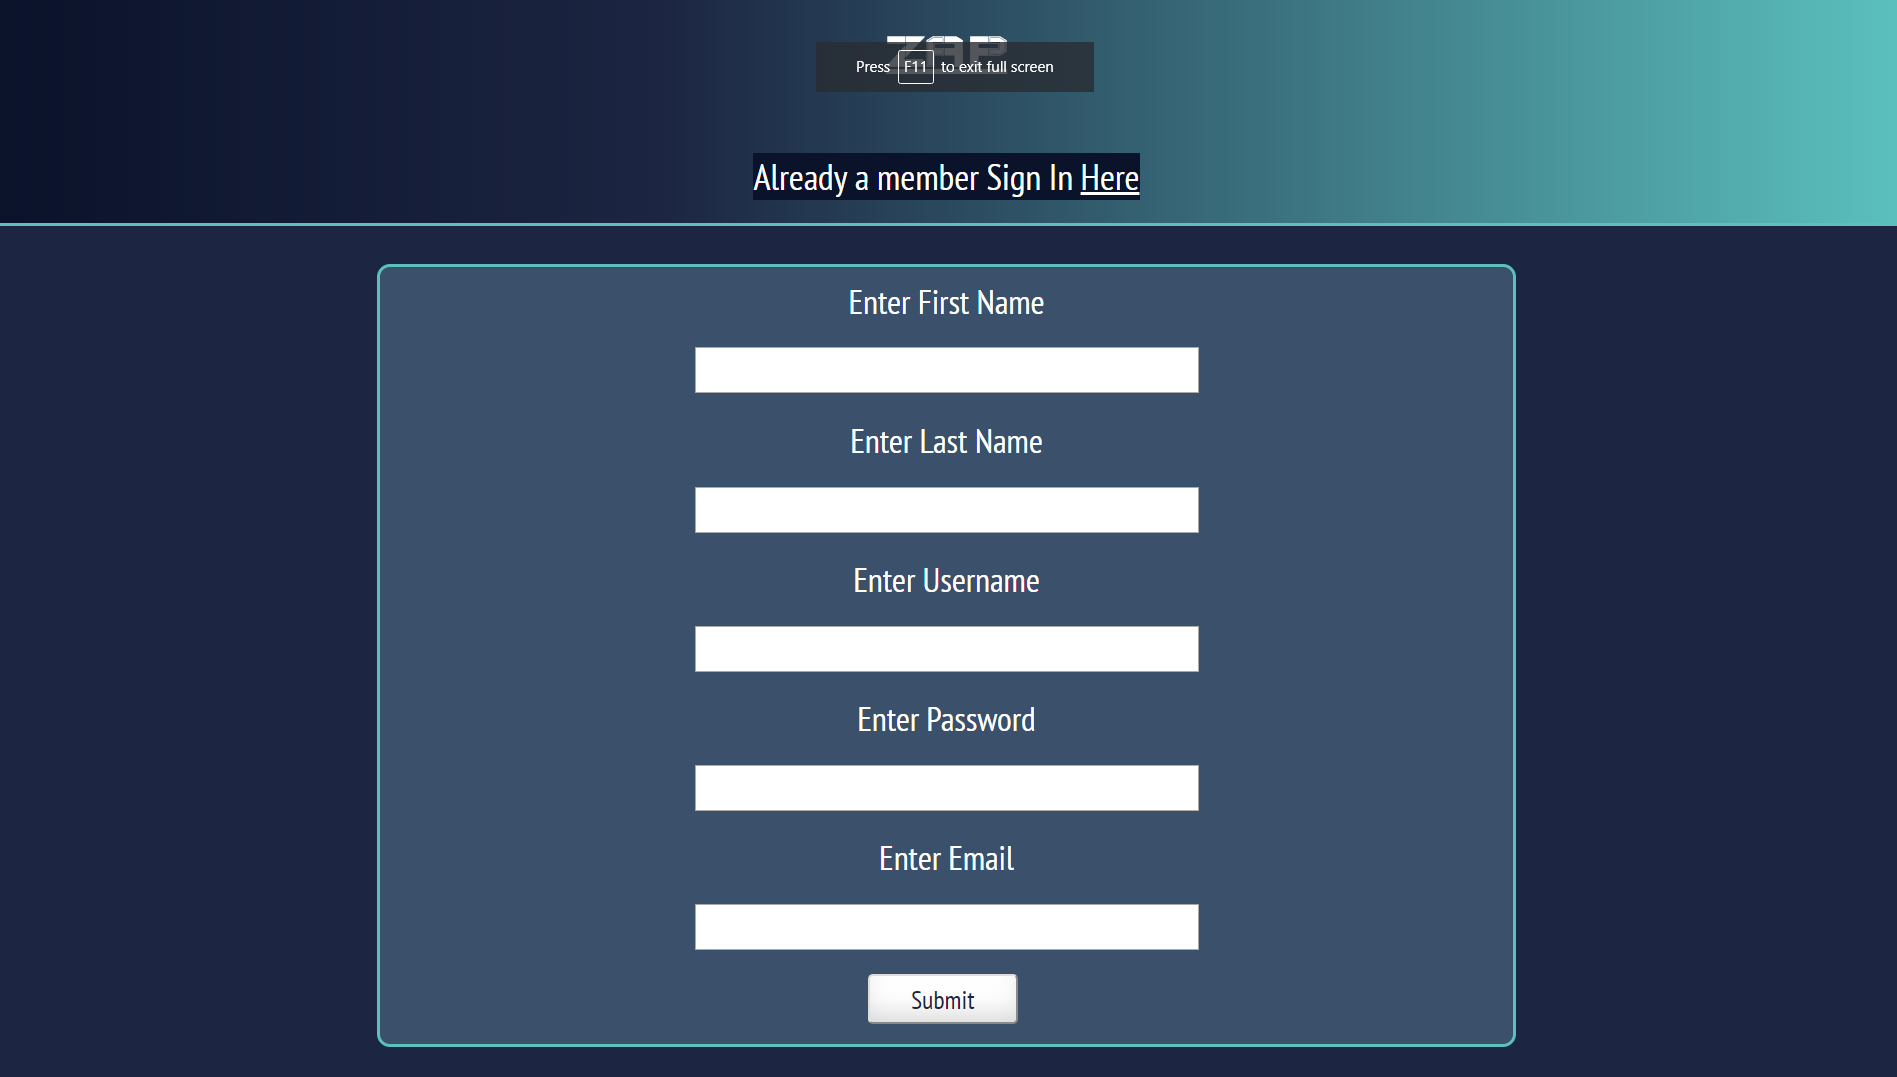 ZAP
Press F11 to exit full screen
Already a member Sign In Here
Enter First Name
Enter Last Name
Enter Username
Enter Password
Enter Email
Submit